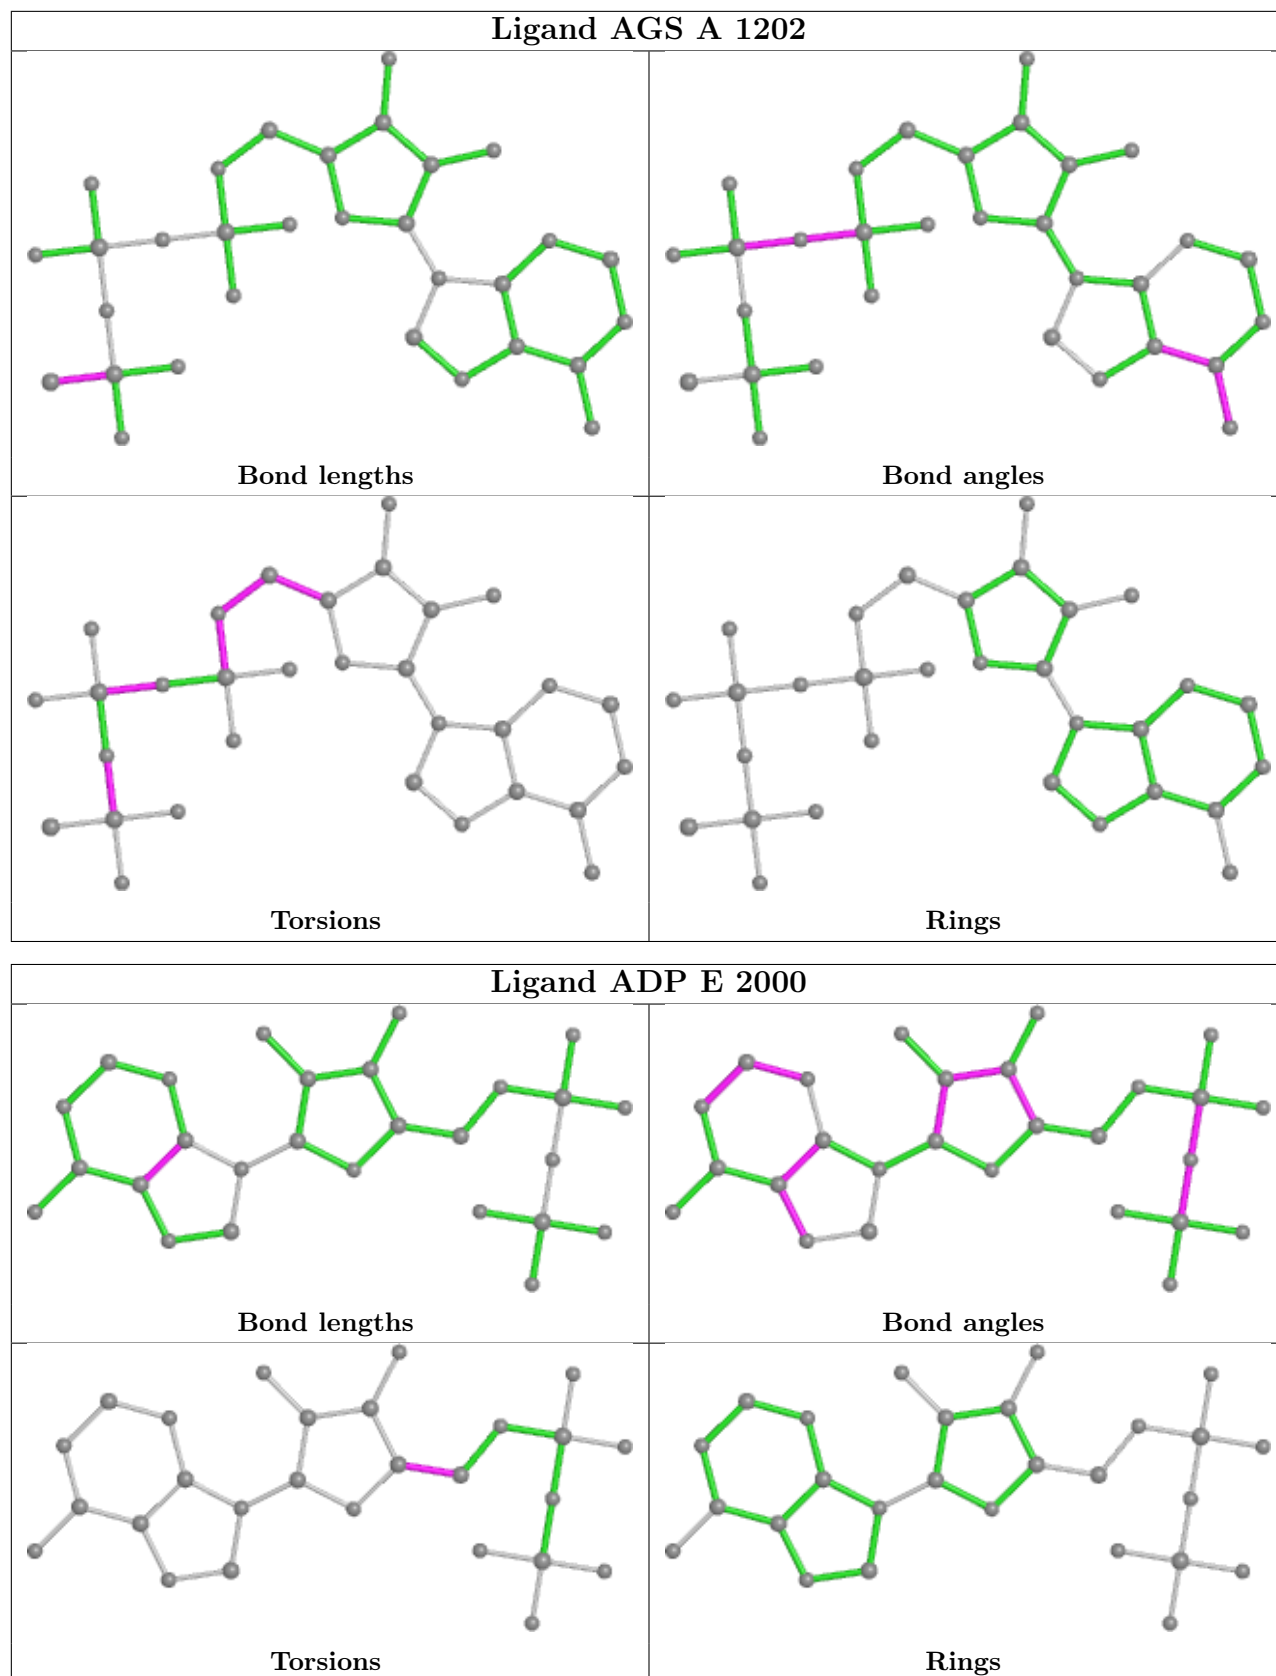 Ligand AGS A 1202
Bond lengths
Bond angles
Torsions
Rings
Ligand ADP E 2000
Bond lengths
Bond angles
Torsions
Rings